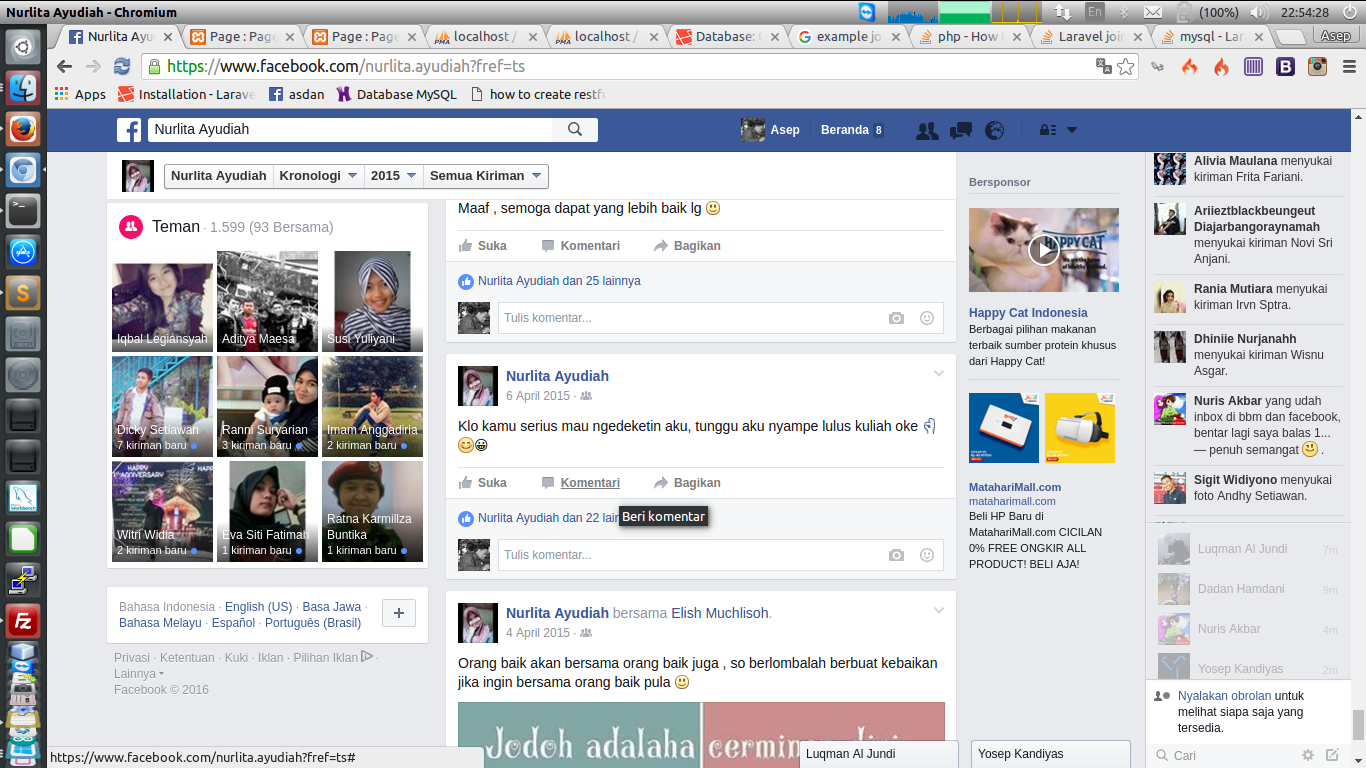 Nurlita Ayudiah - Chromium
En
(100%)
22:54:28
Nurlita Ayu
Page : Page
Page : Page
localhost /
localhost /
Database:
example jo
php - How
Laravel join
mysql - Lar
Asep
https://www.facebook.com/nurlita.ayudiah?fref=ts
Apps
Installation - Larave
asdan
Database MySQL
how to create restfu
Nurlita Ayudiah
Asep
Beranda 8
Nurlita Ayudiah
Kronologi
2015
Semua Kiriman
Teman · 1.599 (93 Bersama)
Iqbal Legiansyah
Aditya Maesa
Susi Yuliyani
Dicky Setiawan
7 kiriman baru
Ranni Suryarian
3 kiriman baru
Imam Anggadiria
2 kiriman baru
HAPPY
ANNIVERSARY
Witri Widia
2 kiriman baru
Eva Siti Fatimah
1 kiriman baru
Ratna Karmillza
Buntika
1 kiriman baru
Bahasa Indonesia · English (US) · Basa Jawa ·
Bahasa Melayu · Español · Português (Brasil)
+
Privasi · Ketentuan · Kuki · Iklan · Pilihan Iklan ·
Lainnya
Facebook © 2016
Maaf , semoga dapat yang lebih baik lg 🙂
Suka
Komentari
Bagikan
Nurlita Ayudiah dan 25 lainnya
Tulis komentar...
Nurlita Ayudiah
6 April 2015 ·
Klo kamu serius mau ngedeketin aku, tunggu aku nyampe lulus kuliah oke
😊😀
Suka
Komentari
Bagikan
Nurlita Ayudiah dan 22 lain
Beri komentar
Tulis komentar...
Nurlita Ayudiah bersama Elish Muchlisoh.
4 April 2015 ·
Orang baik akan bersama orang baik juga , so berlombalah berbuat kebaikan
jika ingin bersama orang baik pula 🙂
Jodoh adalaha
Bersponsor
HAPPY CAT
Happy Cat Indonesia
Berbagai pilihan makanan
terbaik sumber protein khusus
dari Happy Cat!
MatahariMall.com
mataharimall.com
Beli HP Baru di
MatahariMall.com CICILAN
0% FREE ONGKIR ALL
PRODUCT! BELI AJA!
Alivia Maulana menyukai
kiriman Frita Fariani.
Ariieztblackbeungeut
Diajarbangoraynamah
menyukai kiriman Novi Sri
Anjani.
Rania Mutiara menyukai
kiriman Irvn Sptra.
Dhiniie Nurjanahh
menyukai kiriman Wisnu
Asgar.
Nuris Akbar yang udah
inbox di bbm dan facebook,
bentar lagi saya balas 1...
— penuh semangat 🙂 .
Sigit Widiyono menyukai
foto Andhy Setiawan.
Luqman Al Jundi 7m
Dadan Hamdani 9m
Nuris Akbar 4m
Yosep Kandiyas 2m
Nyalakan obrolan untuk
melihat siapa saja yang
tersedia.
Cari
https://www.facebook.com/nurlita.ayudiah?fref=ts#
Luqman Al Jundi
Yosep Kandiyas